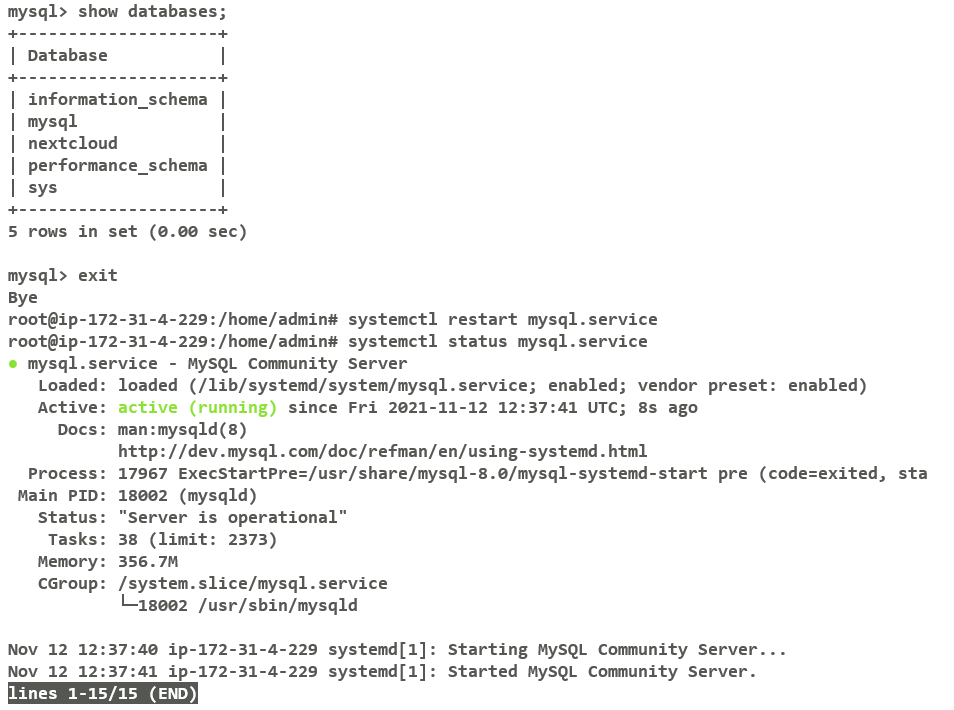 mysql> show databases;
+--------------------+
| Database           |
+--------------------+
| information_schema |
| mysql              |
| nextcloud          |
| performance_schema |
| sys                |
+--------------------+
5 rows in set (0.00 sec)

mysql> exit
Bye
root@ip-172-31-4-229:/home/admin# systemctl restart mysql.service
root@ip-172-31-4-229:/home/admin# systemctl status mysql.service
● mysql.service - MySQL Community Server
   Loaded: loaded (/lib/systemd/system/mysql.service; enabled; vendor preset: enabled)
   Active: active (running) since Fri 2021-11-12 12:37:41 UTC; 8s ago
     Docs: man:mysqld(8)
           http://dev.mysql.com/doc/refman/en/using-systemd.html
  Process: 17967 ExecStartPre=/usr/share/mysql-8.0/mysql-systemd-start pre (code=exited, sta
 Main PID: 18002 (mysqld)
   Status: "Server is operational"
    Tasks: 38 (limit: 2373)
   Memory: 356.7M
   CGroup: /system.slice/mysql.service
           └─18002 /usr/sbin/mysqld

Nov 12 12:37:40 ip-172-31-4-229 systemd[1]: Starting MySQL Community Server...
Nov 12 12:37:41 ip-172-31-4-229 systemd[1]: Started MySQL Community Server.
lines 1-15/15 (END)